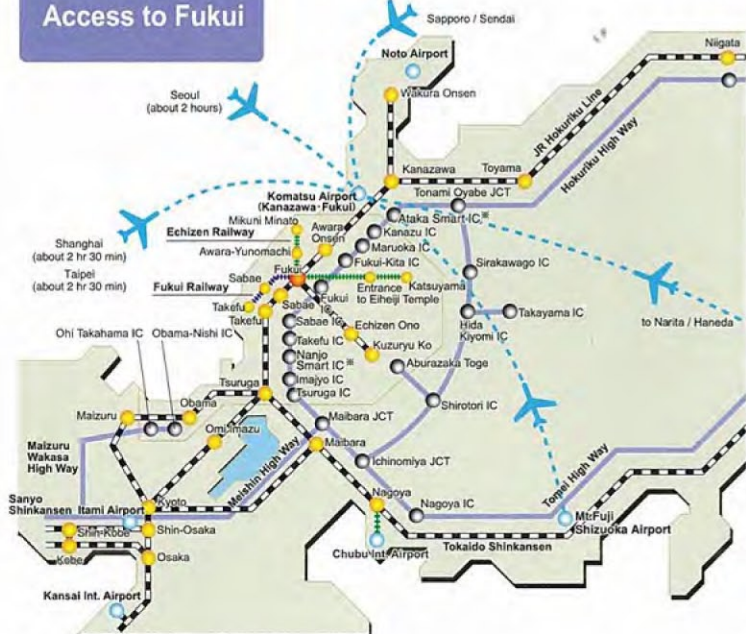 Access to Fukui
Sapporo / Sendai
Noto Airport
Niigata
Wakura Onsen
Seoul
(about 2 hours)
JR Hokuriku Line
Hokuriku High Way
Kanazawa
Toyama
Komatsu Airport
(Kanazawa·Fukui)
Tonami Oyabe JCT
Mikuni Minato
Ataka Smart IC※
Echizen Railway
Awara
Onsen
Kanazu IC
Shanghai
(about 2 hr 30 min)
Awara-Yunomachi
Maruoka IC
Fukui-Kita IC
Taipei
(about 2 hr 30 min)
Fukui
Sabae
Sirakawago IC
Fukui Railway
Entrance
to Eiheiji Temple
Katsuyama
Takefu
Sabae
Fukui
IC
Takefu
Sabae IC
Echizen Ono
Hida
Kiyomi IC
Takayama IC
to Narita / Haneda
Ohi Takahama IC
Obama-Nishi IC
Takefu IC
Kuzuryu Ko
Nanjo
Smart IC※
Aburazaka Toge
Imajyo IC
Tsuruga
Tsuruga IC
Obama
Shirotori IC
Maizuru
Maibara JCT
Omi Imazu
Maibara
Maizuru
Wakasa
High Way
Meishin High Way
Ichinomiya JCT
Sanyo
Shinkansen
Itami Airport
Kyoto
Nagoya
Nagoya IC
Tomei High Way
Shin-Kobe
Shin-Osaka
Mt.Fuji
Shizuoka Airport
Kobe
Osaka
Chubu Int. Airport
Tokaido Shinkansen
Kansai Int. Airport